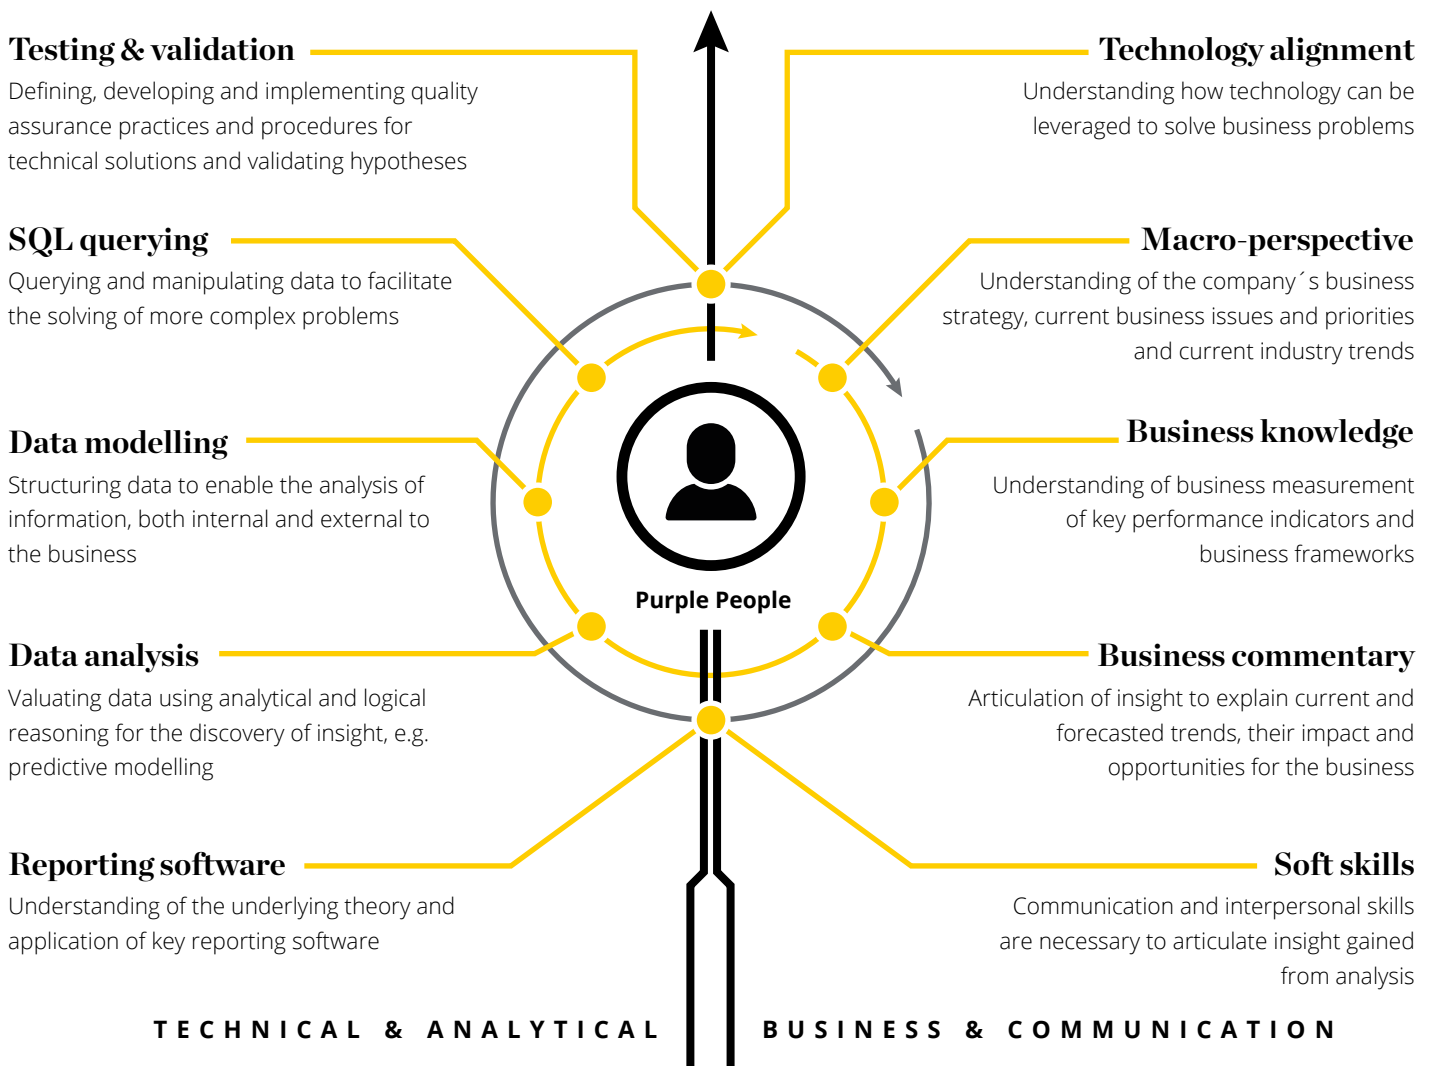 Testing & validation
Defining, developing and implementing quality
assurance practices and procedures for
technical solutions and validating hypotheses
SQL querying
Querying and manipulating data to facilitate
the solving of more complex problems
Data modelling
Structuring data to enable the analysis of
information, both internal and external to
the business
Data analysis
Valuating data using analytical and logical
reasoning for the discovery of insight, e.g.
predictive modelling
Reporting software
Understanding of the underlying theory and
application of key reporting software
TECHNICAL & ANALYTICAL
Purple People
Technology alignment
Understanding how technology can be
leveraged to solve business problems
Macro-perspective
Understanding of the company´s business
strategy, current business issues and priorities
and current industry trends
Business knowledge
Understanding of business measurement
of key performance indicators and
business frameworks
Business commentary
Articulation of insight to explain current and
forecasted trends, their impact and
opportunities for the business
Soft skills
Communication and interpersonal skills
are necessary to articulate insight gained
from analysis
BUSINESS & COMMUNICATION